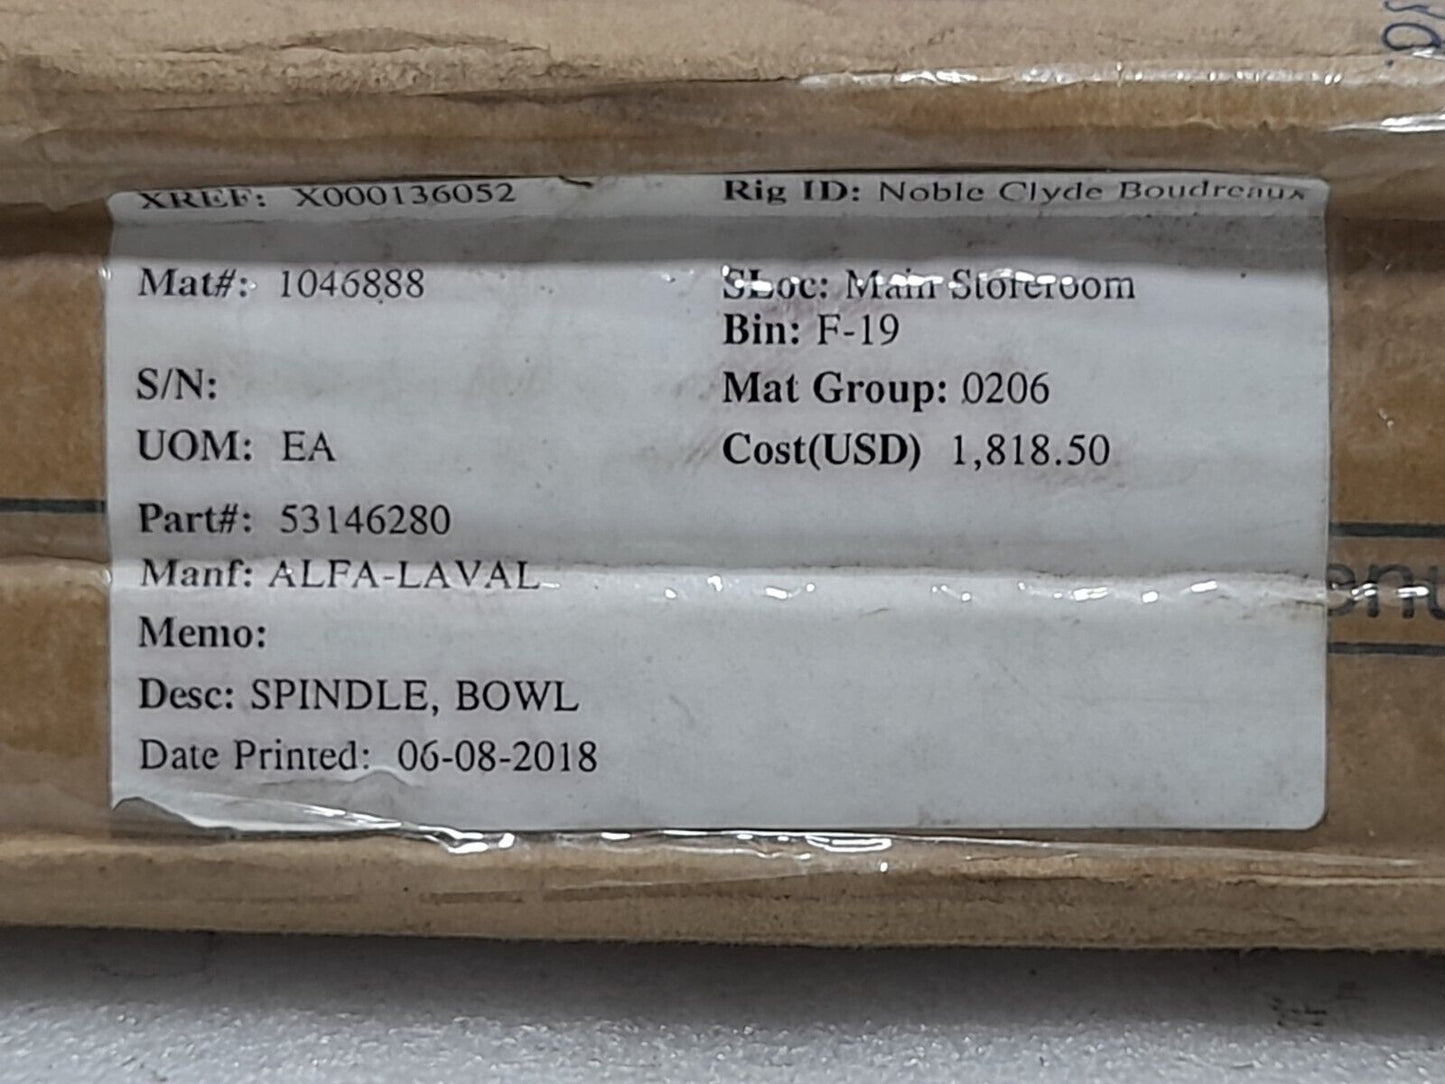 XREF: X000136052 Rig ID: Noble Clyde Boudreaux
Mat#: 1046888 SLoc: Main Storeroom
Bin: F-19
S/N: Mat Group: 0206
UOM: EA Cost(USD) 1,818.50
Part#: 53146280
Manf: ALFA-LAVAL
Memo:
Desc: SPINDLE, BOWL
Date Printed: 06-08-2018